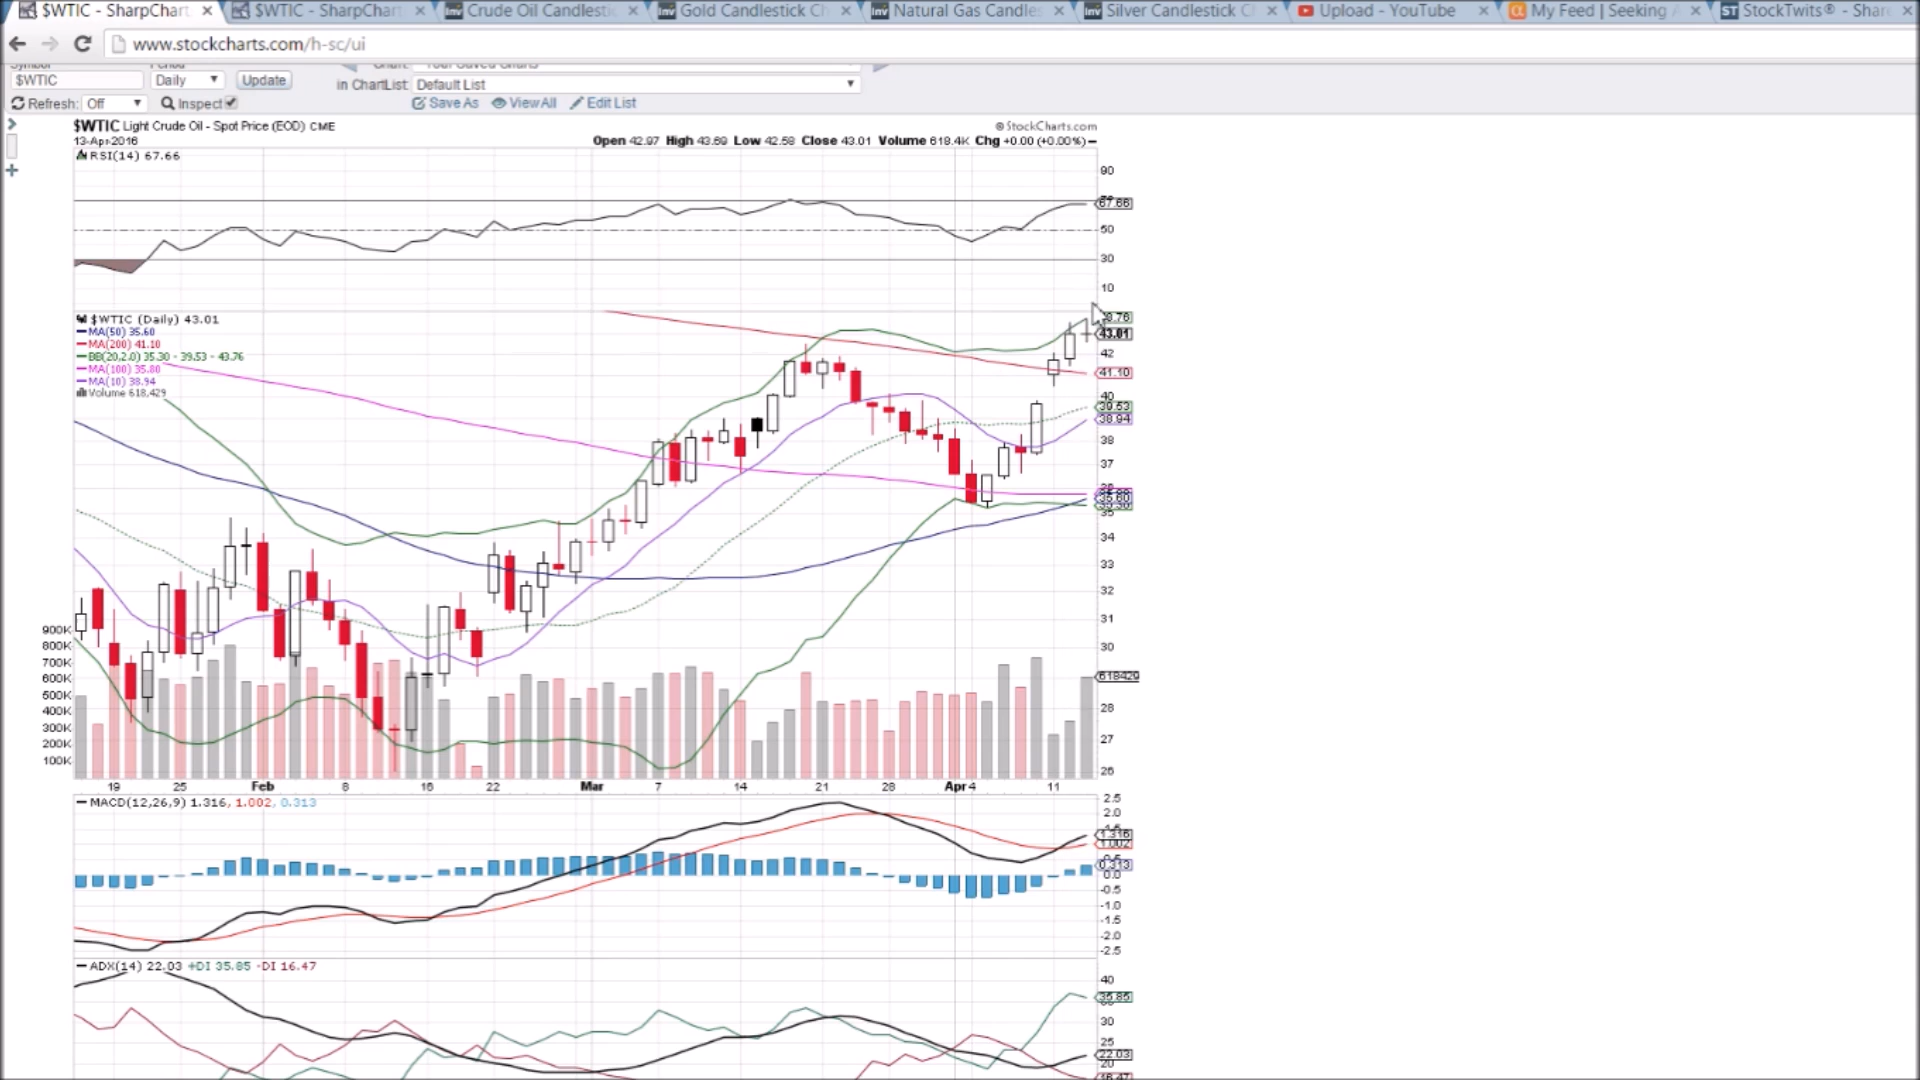 $WTIC - SharpChart $WTIC - SharpChart Crude Oil Candlestic Gold Candlestick Ch Natural Gas Candles Silver Candlestick C Upload - YouTube My Feed | Seeking A StockTwits® - Share
www.stockcharts.com/h-sc/ui
$WTIC Daily Update in ChartList: Default List
Refresh: Off Inspect Save As View All Edit List
$WTIC Light Crude Oil - Spot Price (EOD) CME © StockCharts.com
13-Apr-2016 Open 42.97 High 43.69 Low 42.58 Close 43.01 Volume 618.4K Chg +0.00 (+0.00%)
RSI(14) 67.66
90
67.66
50
30
10
$WTIC (Daily) 43.01
MA(50) 35.60
MA(200) 41.10
BB(20,2.0) 35.30 - 39.53 - 43.76
MA(100) 35.80
MA(10) 38.94
Volume 618,429
43.01
42
41.10
40
39.53
38.94
38
37
35.60
35.30
35
34
33
32
31
30
28
27
26
900K
800K
700K
600K
500K
400K
300K
200K
100K
618429
19 25 Feb 8 16 22 Mar 7 14 21 28 Apr 4 11
MACD(12,26,9) 1.316, 1.002, 0.313
2.5
2.0
1.316
1.002
0.313
0.0
-0.5
-1.0
-1.5
-2.0
-2.5
ADX(14) 22.03 +DI 35.85 -DI 16.47
40
35.85
30
25
22.03
20
16.47